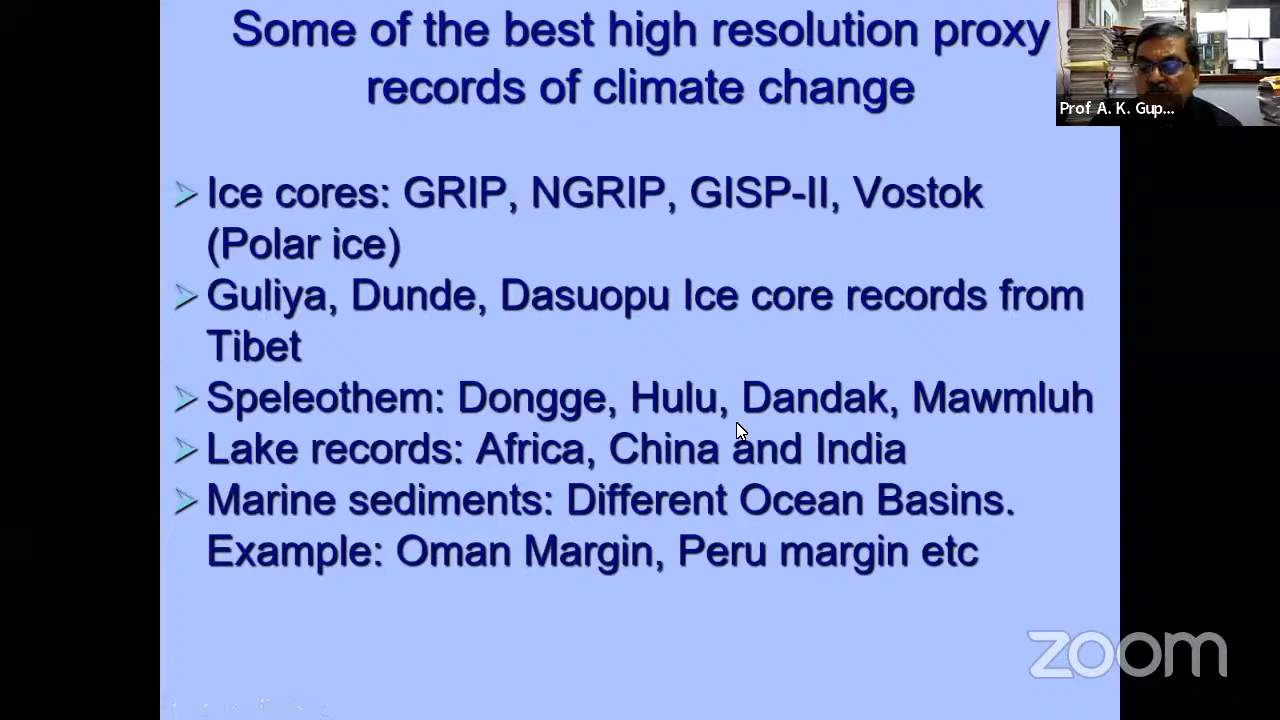 Some of the best high resolution proxy
records of climate change
Prof A. K. Gup...
Ice cores: GRIP, NGRIP, GISP-II, Vostok
(Polar ice)
Guliya, Dunde, Dasuopu Ice core records from
Tibet
Speleothem: Dongge, Hulu, Dandak, Mawmluh
Lake records: Africa, China and India
Marine sediments: Different Ocean Basins.
Example: Oman Margin, Peru margin etc
zoom